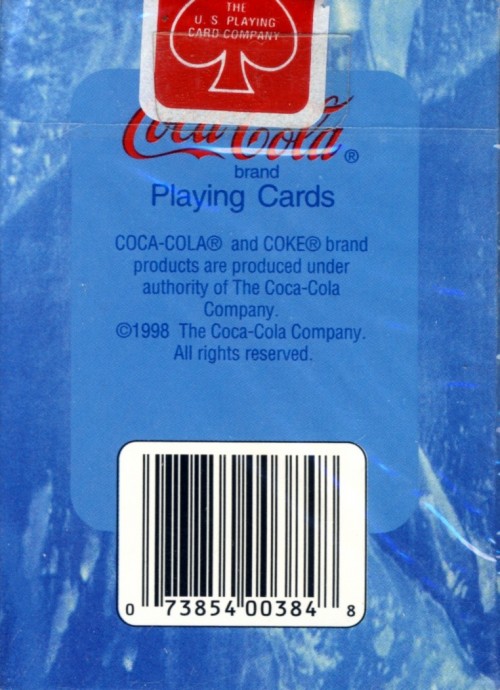 THE
U. S PLAYING
CARD COMPANY
Coca-Cola®
brand
Playing Cards
COCA-COLA® and COKE® brand
products are produced under
authority of The Coca-Cola
Company.
©1998 The Coca-Cola Company.
All rights reserved.
0 73854 00384 8